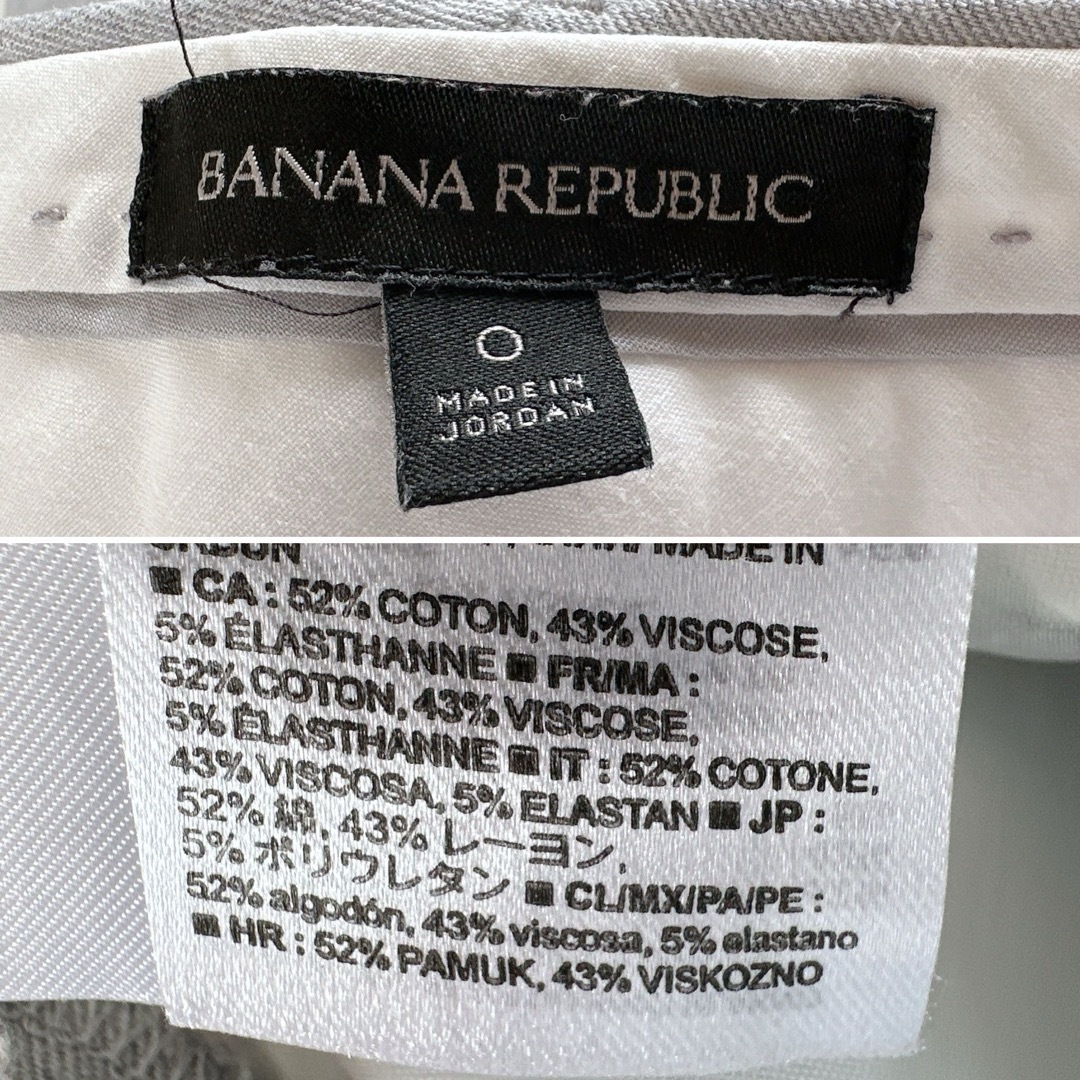 BANANA REPUBLIC
0
MADE IN
JORDAN
MADE IN
■ CA : 52% COTON, 43% VISCOSE,
5% ÉLASTHANNE ■ FR/MA :
52% COTON, 43% VISCOSE,
5% ÉLASTHANNE ■ IT : 52% COTONE,
43% VISCOSA, 5% ELASTAN ■ JP :
52% 綿, 43% レーヨン,
5% ポリウレタン ■ CL/MX/PA/PE :
52% algodón, 43% viscosa, 5% elastano
■ HR : 52% PAMUK, 43% VISKOZNO